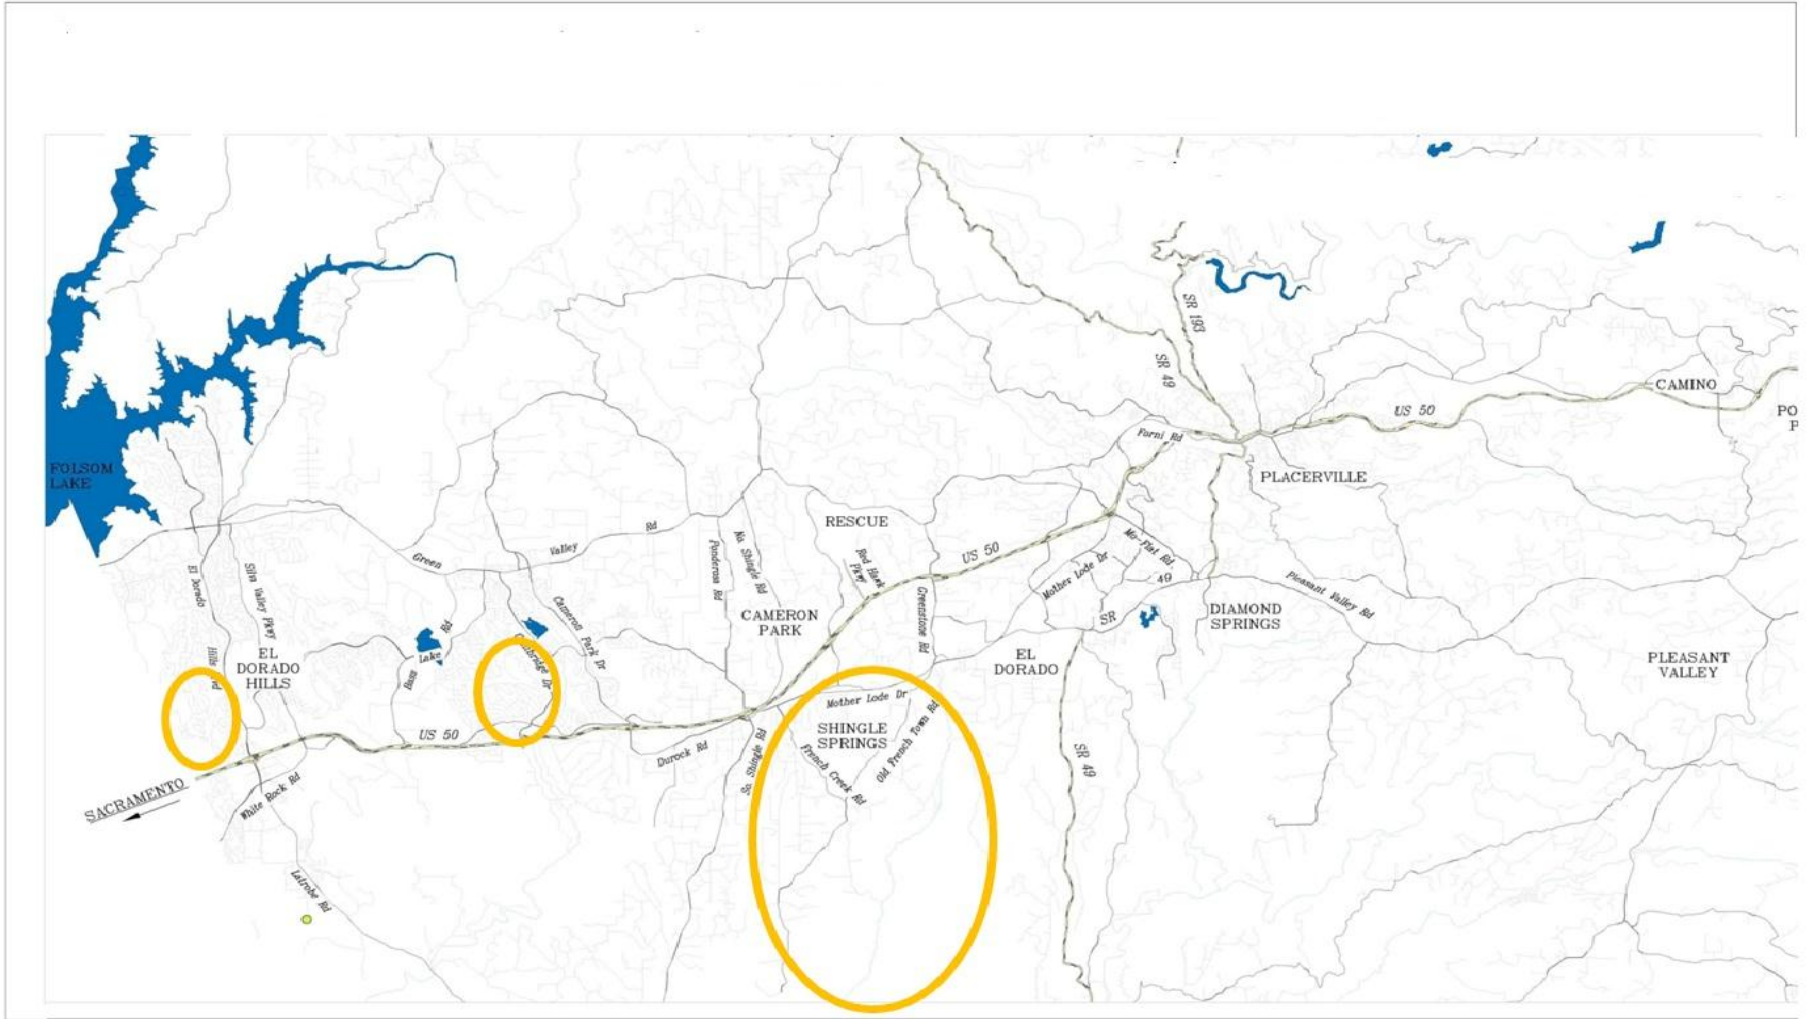 SR 193
SR 49
CAMINO
US 50
PO
P
Forni Rd
FOLSOM
LAKE
PLACERVILLE
RESCUE
Green
Valley
Rd
Ponderosa Rd
No. Shingle Rd
Red Hawk
Pkwy
US 50
Mo-Flat Rd
Mother Lode Dr
SR
49
Pleasant Valley Rd
El Dorado
Hills
Silva Valley Pkwy
Greenstone Rd
CAMERON
PARK
DIAMOND
SPRINGS
Cameron Park Dr
Bass
Lake
Rd
EL
DORADO
HILLS
EL
DORADO
PLEASANT
VALLEY
Mother Lode Dr
SHINGLE
SPRINGS
Old French Town Rd
French Creek Rd
US 50
Durock Rd
So. Shingle Rd
SR 49
SACRAMENTO
White Rock Rd
Latrobe Rd